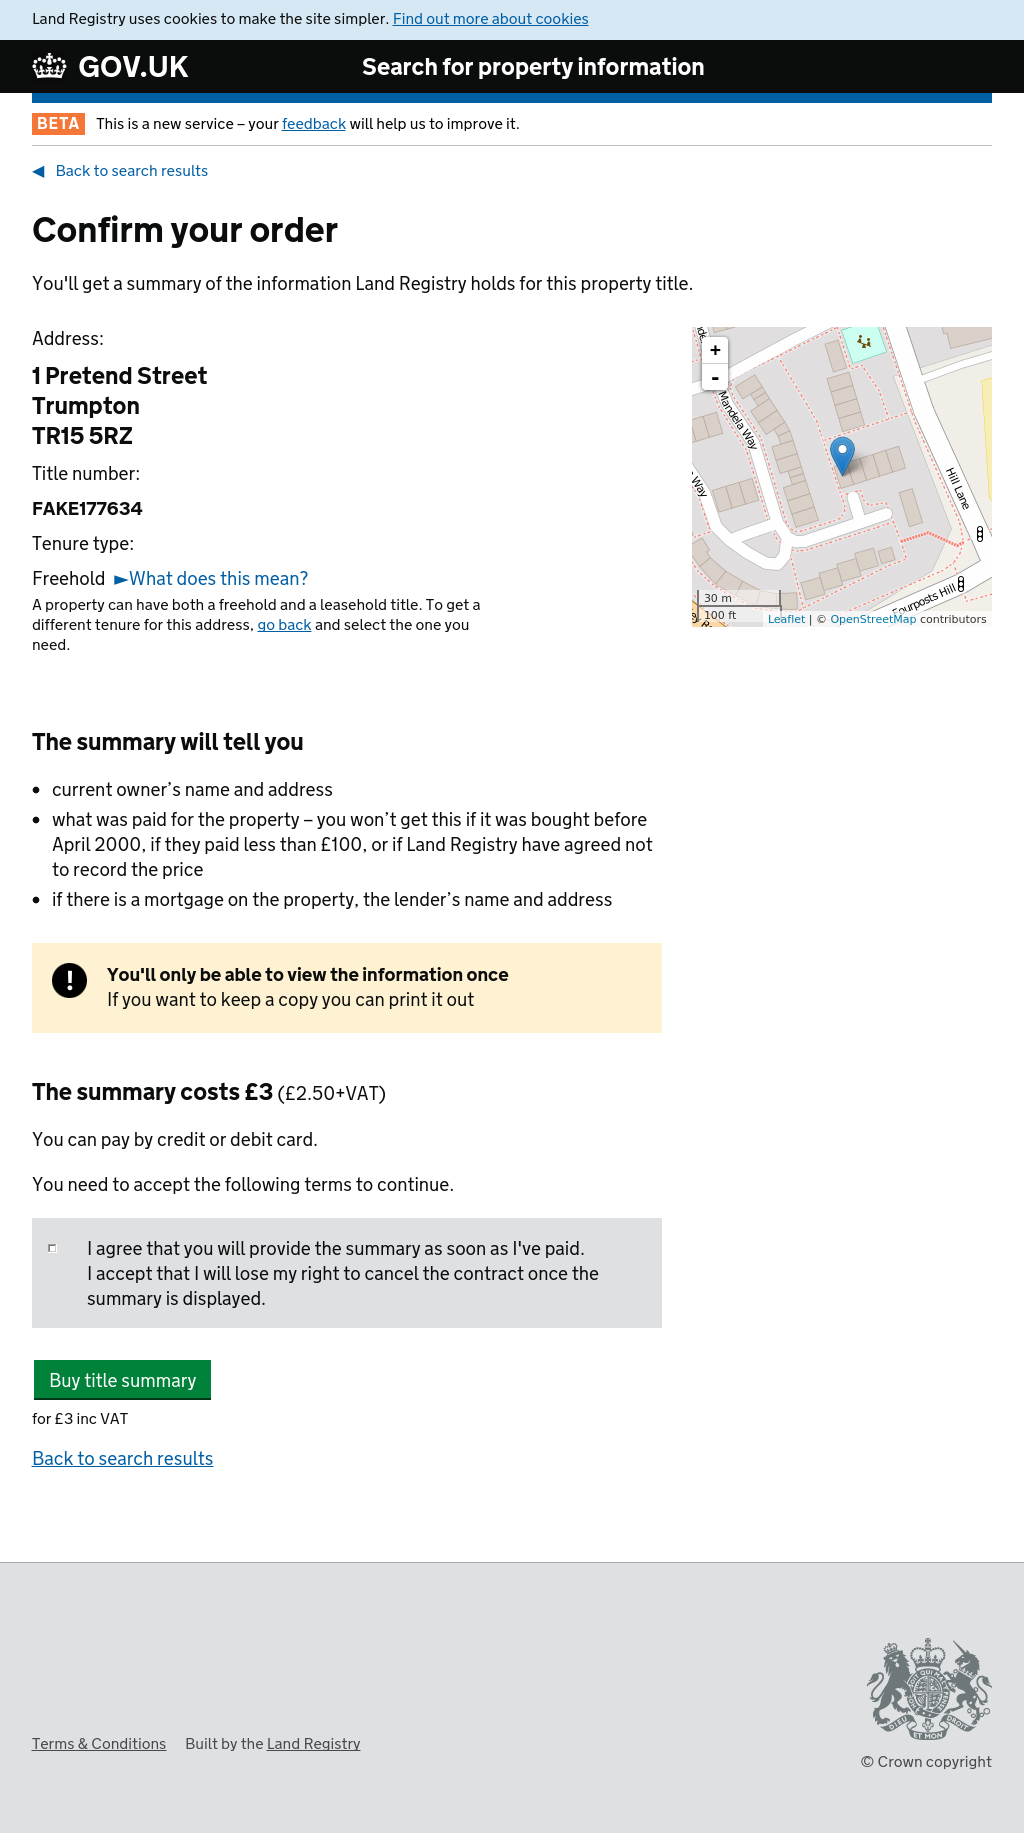 Land Registry uses cookies to make the site simpler. Find out more about cookies
GOV.UK
Search for property information
BETA This is a new service – your feedback will help us to improve it.
◀ Back to search results
Confirm your order
You'll get a summary of the information Land Registry holds for this property title.
Address:
1 Pretend Street
Trumpton
TR15 5RZ
Title number:
FAKE177634
Tenure type:
Freehold ►What does this mean?
A property can have both a freehold and a leasehold title. To get a
different tenure for this address, go back and select the one you
need.
+
-
Mandela Way
Way
Hill Lane
Fourposts Hill
30 m
100 ft
Leaflet | © OpenStreetMap contributors
The summary will tell you
• current owner’s name and address
• what was paid for the property – you won’t get this if it was bought before
April 2000, if they paid less than £100, or if Land Registry have agreed not
to record the price
• if there is a mortgage on the property, the lender’s name and address
! You'll only be able to view the information once
If you want to keep a copy you can print it out
The summary costs £3 (£2.50+VAT)
You can pay by credit or debit card.
You need to accept the following terms to continue.
I agree that you will provide the summary as soon as I've paid.
I accept that I will lose my right to cancel the contract once the
summary is displayed.
Buy title summary
for £3 inc VAT
Back to search results
DIEU ET MON DROIT
Terms & Conditions Built by the Land Registry
© Crown copyright